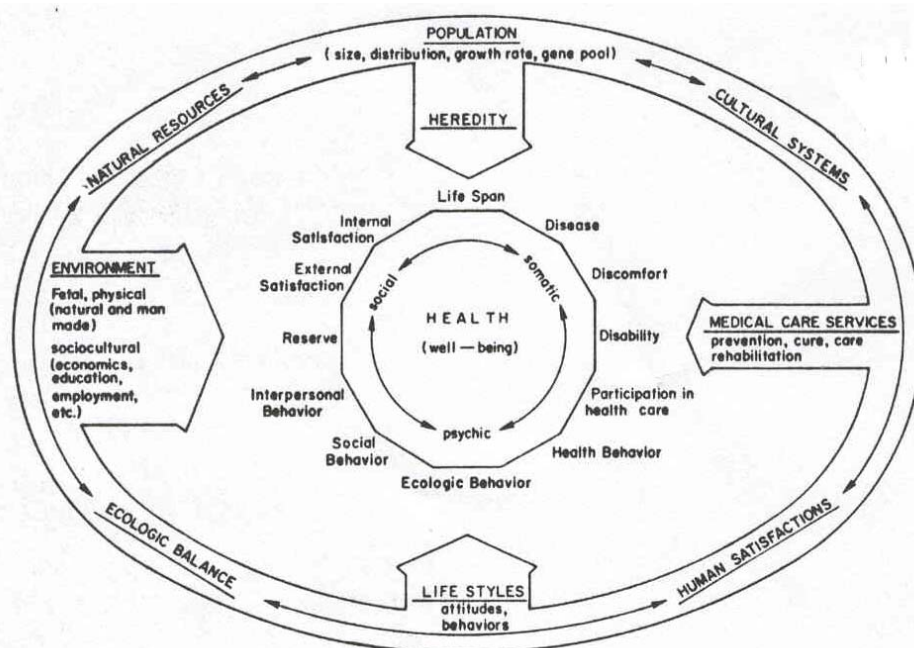 POPULATION
( size, distribution, growth rate, gene pool)
HEREDITY
NATURAL RESOURCES
CULTURAL SYSTEMS
Life Span
Internal
Satisfaction
Disease
External
Satisfaction
Discomfort
social
somatic
ENVIRONMENT
Fetal, physical
(natural and man
made)
sociocultural
(economics,
education,
employment,
etc.)
Reserve
HEALTH
(well — being)
Disability
MEDICAL CARE SERVICES
prevention, cure, care
rehabilitation
Interpersonal
Behavior
Participation in
health care
psychic
Social
Behavior
Health Behavior
Ecologic Behavior
ECOLOGIC BALANCE
HUMAN SATISFACTIONS
LIFE STYLES
attitudes,
behaviors